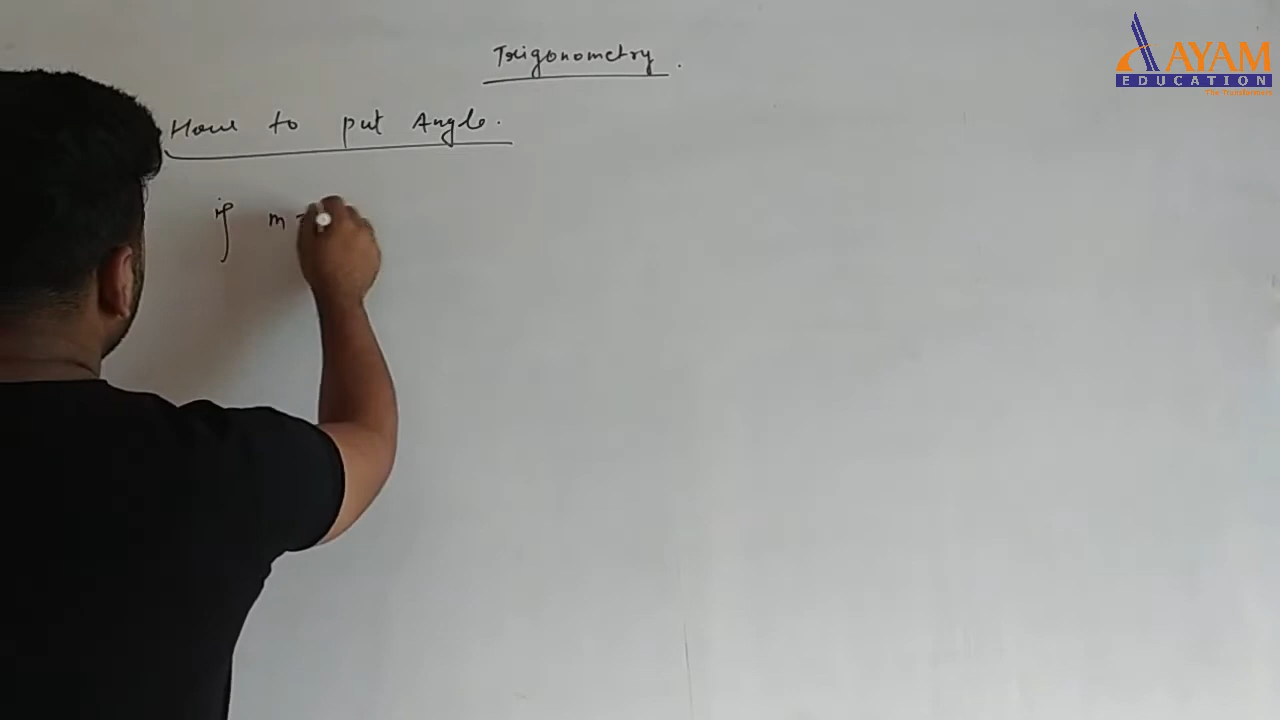 Trigonometry.
AYAM
EDUCATION
How to put Angle.
if m =